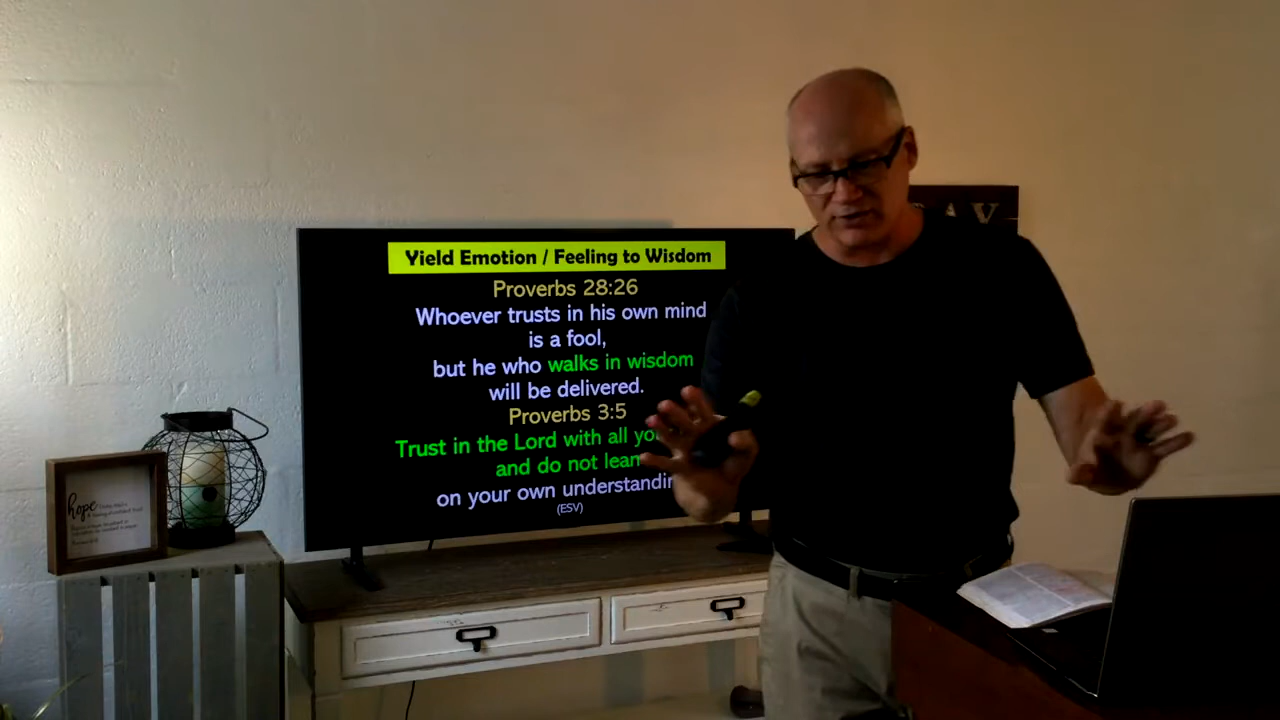 Yield Emotion / Feeling to Wisdom
Proverbs 28:26
Whoever trusts in his own mind
is a fool,
but he who walks in wisdom
will be delivered.
Proverbs 3:5
Trust in the Lord with all
and do not lean
on your own
(ESV)
hope